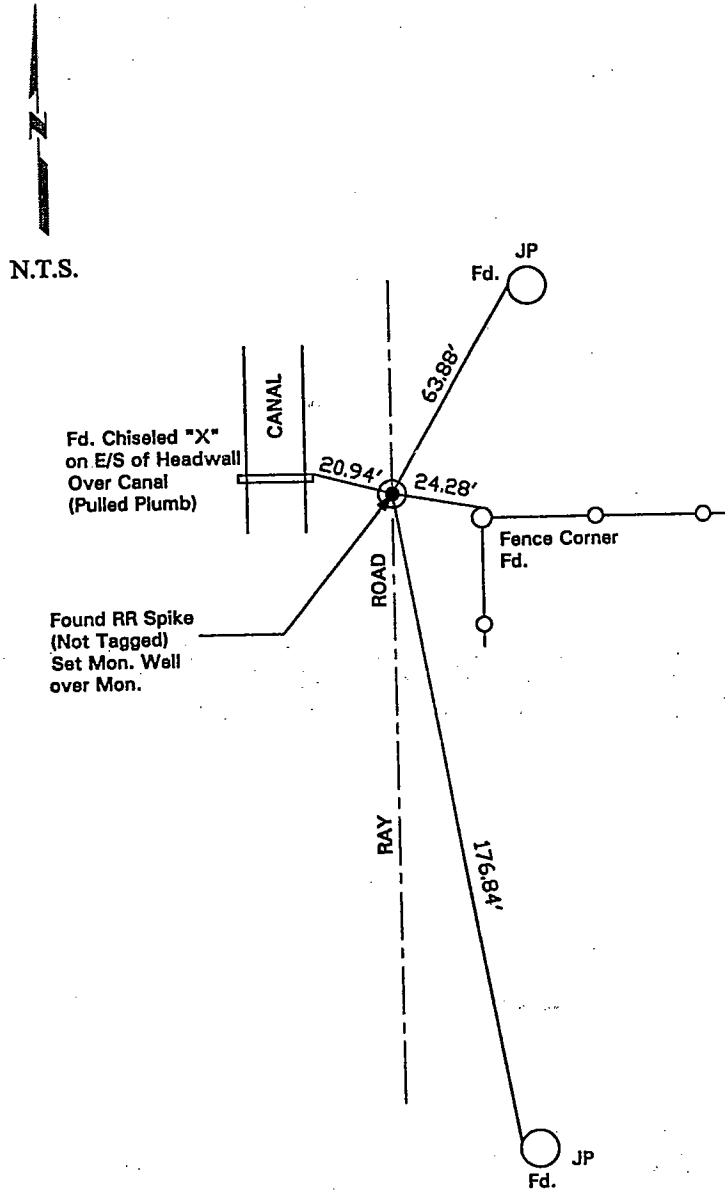 N
N.T.S.
JP
Fd.
63.88'
CANAL
Fd. Chiseled "X"
on E/S of Headwall
Over Canal
(Pulled Plumb)
20.94'
24.28'
Fence Corner
Fd.
ROAD
Found RR Spike
(Not Tagged)
Set Mon. Well
over Mon.
RAY
176.84'
JP
Fd.